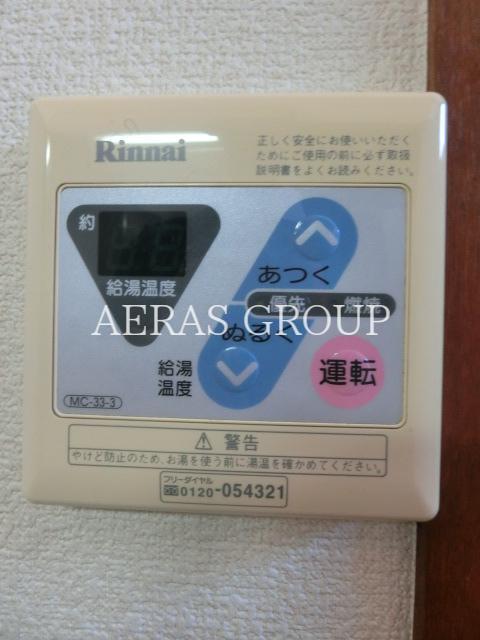 Rinnai
正しく安全にお使いいただく
ためにご使用の前に必ず取扱
説明書をよくお読みください。
約
給湯温度
あつく
優先 燃焼
AERAS GROUP
ぬるく
給湯
温度
運転
MC-33-3
警告
やけど防止のため、お湯を使う前に湯温を確かめてください。
フリーダイヤル
0120-054321